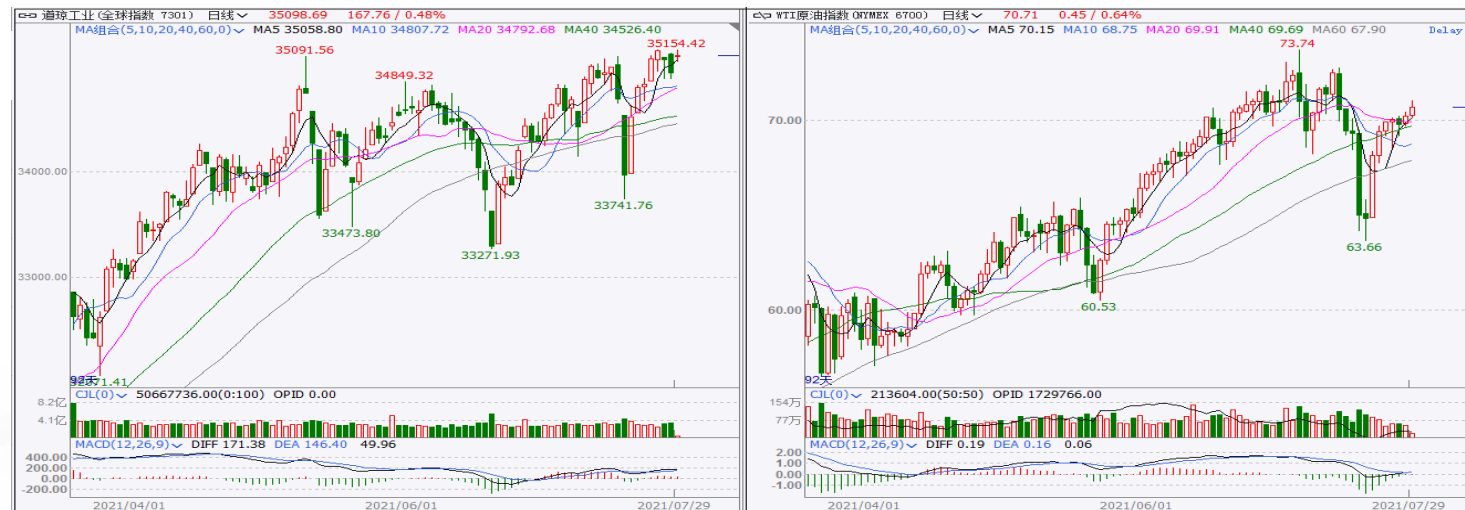 道琼工业(全球指数 7301) 日线 35098.69 167.76 / 0.48%
MA组合(5,10,20,40,60,0) MA5 35058.80 MA10 34807.72 MA20 34792.68 MA40 34526.40
35154.42
35091.56
34849.32
34000.00
33741.76
33473.80
33271.93
33000.00
92天
CJL(0) 50667736.00(0:100) OPID 0.00
8.2亿
4.1亿
MACD(12,26,9) DIFF 171.38 DEA 146.40 49.96
400.00
200.00
0.00
-200.00
2021/04/01 2021/06/01 2021/07/29
WTI原油指数(NYMEX 6700) 日线 70.71 0.45 / 0.64%
MA组合(5,10,20,40,60,0) MA5 70.15 MA10 68.75 MA20 69.91 MA40 69.69 MA60 67.90 Delay
73.74
70.00
63.66
60.53
60.00
92天
CJL(0) 213604.00(50:50) OPID 1729766.00
154万
77万
MACD(12,26,9) DIFF 0.19 DEA 0.16 0.06
2.00
1.00
0.00
-1.00
2021/04/01 2021/06/01 2021/07/29